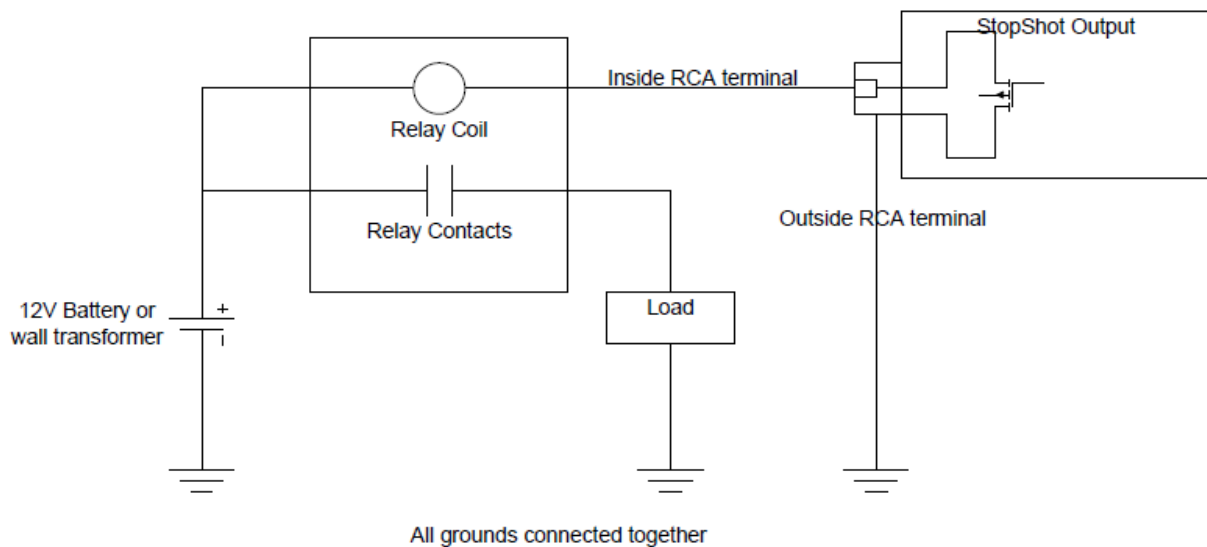 StopShot Output
Inside RCA terminal
Relay Coil
Relay Contacts
Outside RCA terminal
12V Battery or
wall transformer
+
-
Load
All grounds connected together